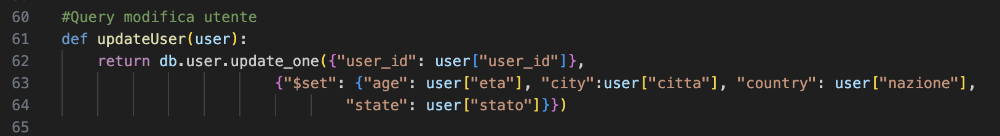 60 #Query modifica utente
61 def updateUser(user):
62 return db.user.update_one({"user_id": user["user_id"]},
63 {"$set": {"age": user["eta"], "city":user["citta"], "country": user["nazione"],
64 "state": user["stato"]}})
65